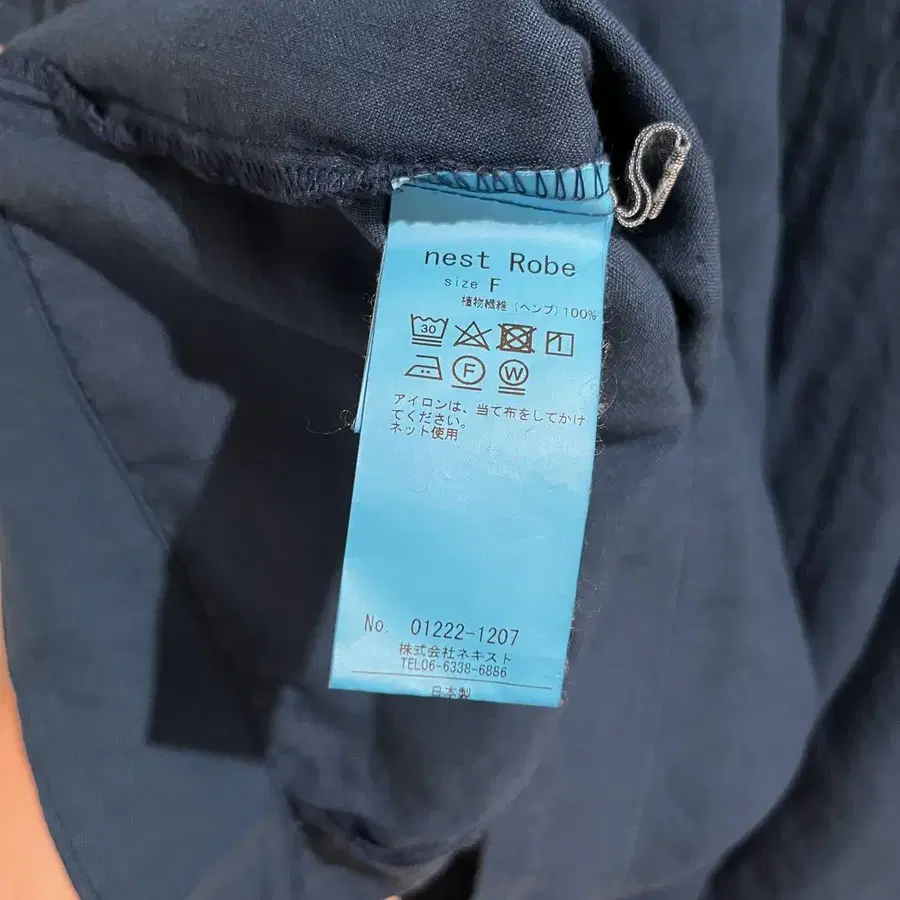 nest Robe
size F
植物繊維（ヘンプ）100%
30
F W
アイロンは、当て布をしてかけ
てください。
ネット使用
No. 01222-1207
株式会社ネキスト
TEL06-6338-6886
日本製